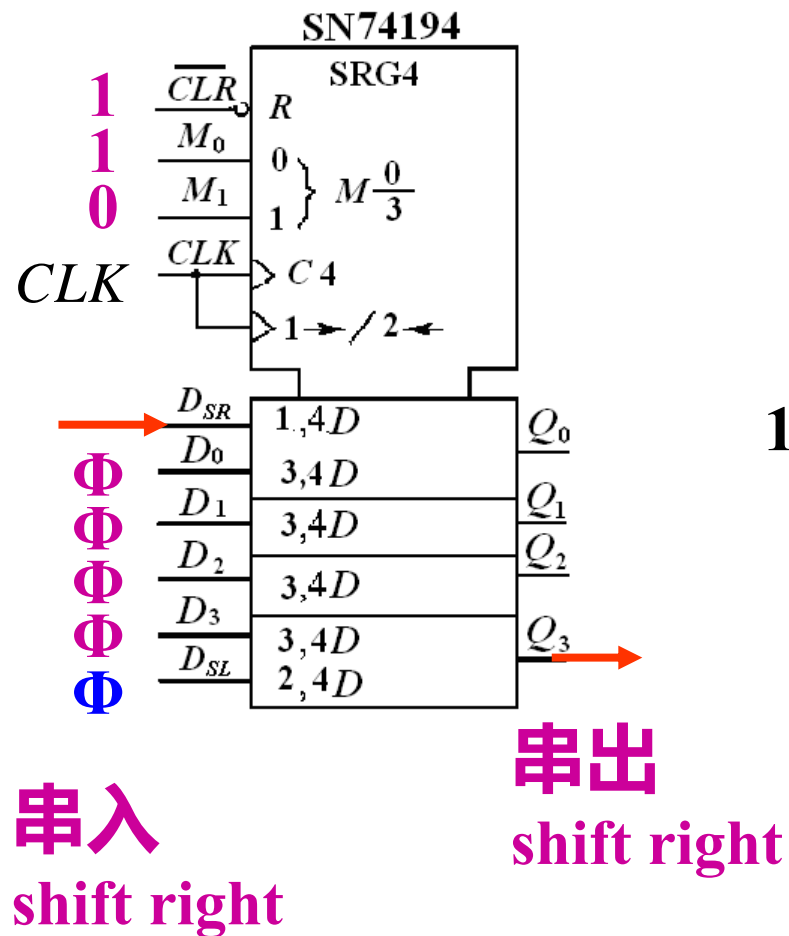 SN74194
SRG4
1 CLR R
1 M0 0
M 0/3
0 M1 1
CLK CLK C 4
1 → / 2 ←
DSR 1,4D Q0 1
Φ D0 3,4D
Φ D1 3,4D Q1
Φ D2 3,4D Q2
Φ D3 3,4D Q3
Φ DSL 2,4D
串出
shift right
串入
shift right